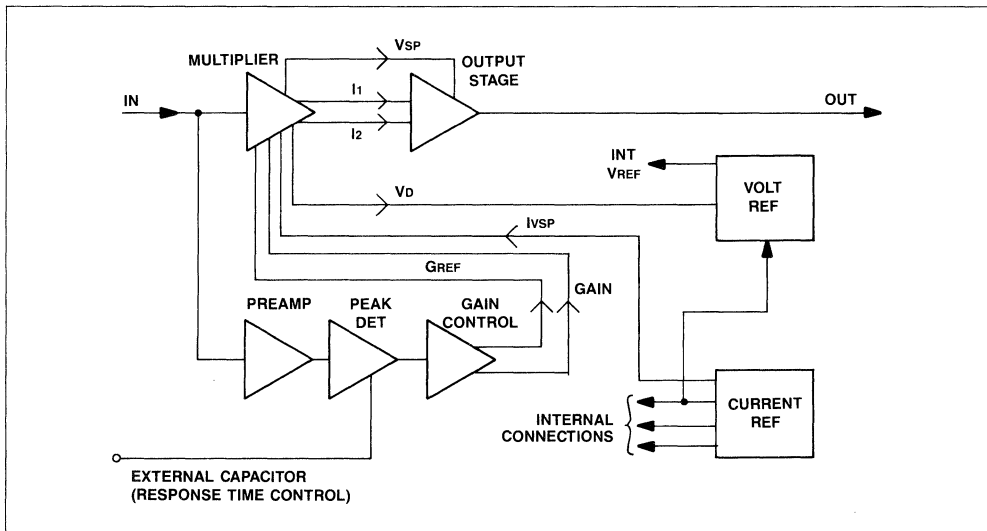 MULTIPLIER
VSP
OUTPUT
STAGE
IN
I1
I2
OUT
INT
VREF
VOLT
REF
VD
IVSP
GREF
GAIN
PREAMP
PEAK
DET
GAIN
CONTROL
INTERNAL
CONNECTIONS
CURRENT
REF
EXTERNAL CAPACITOR
(RESPONSE TIME CONTROL)